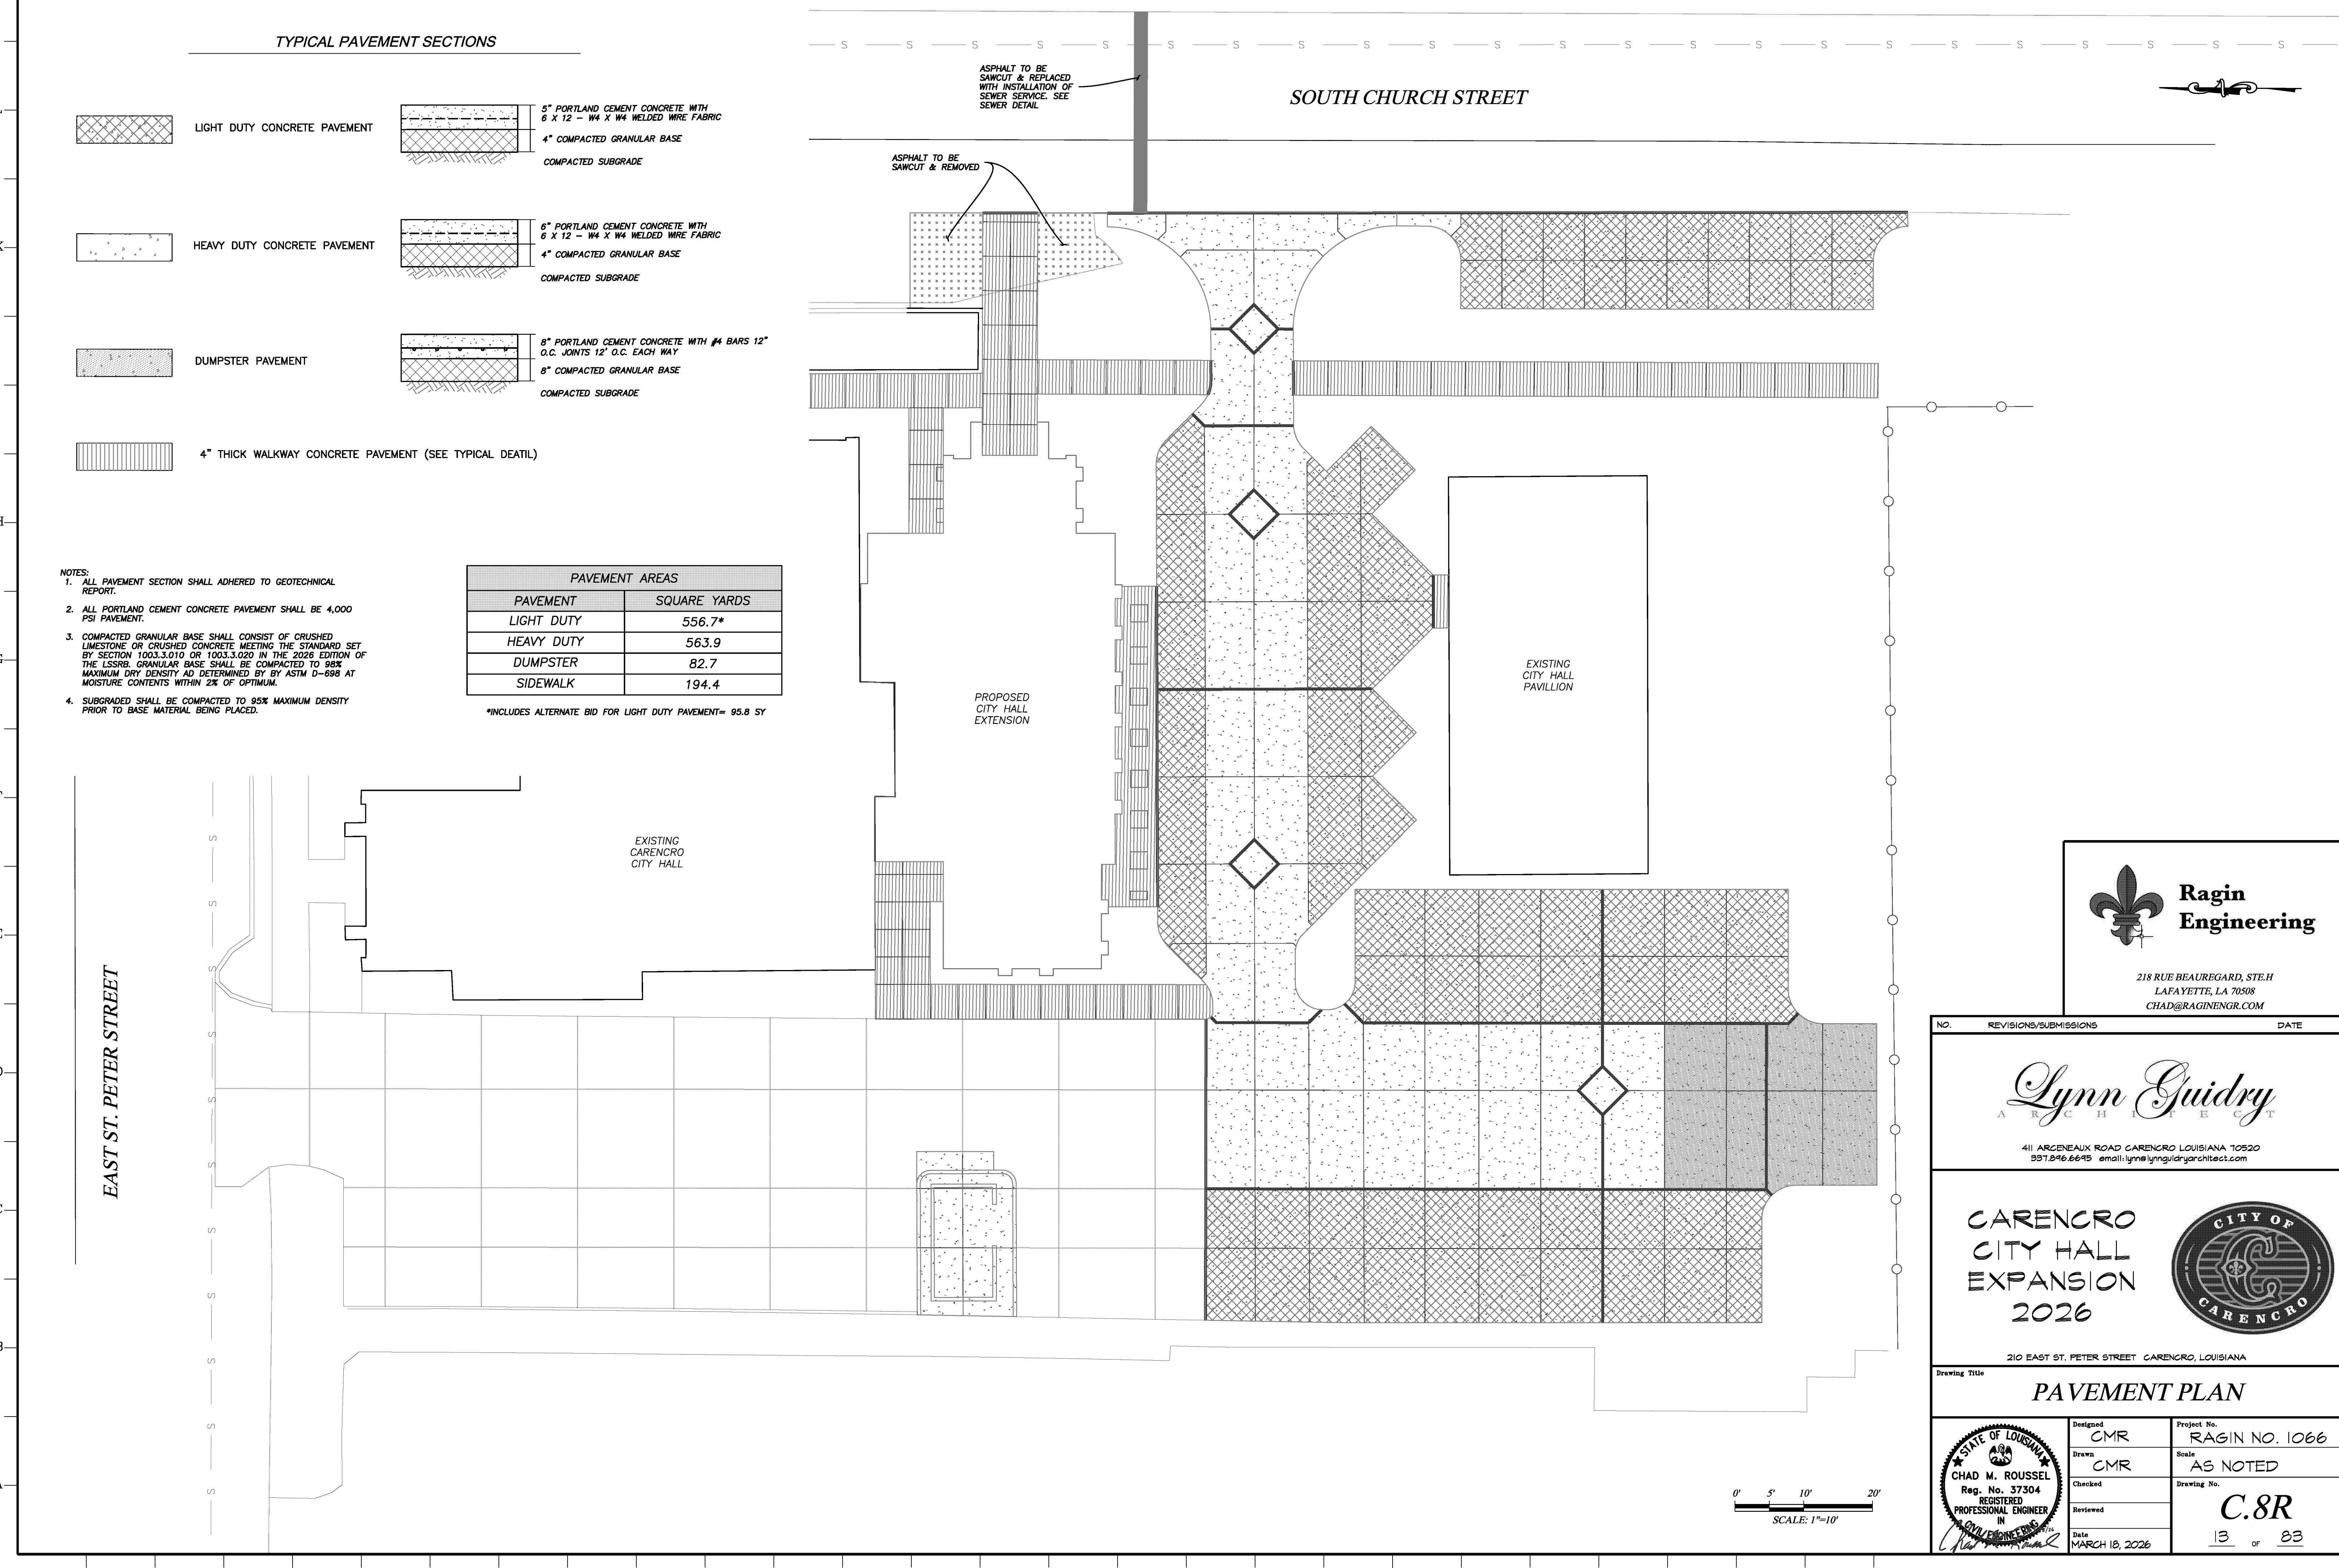 TYPICAL PAVEMENT SECTIONS
LIGHT DUTY CONCRETE PAVEMENT
5" PORTLAND CEMENT CONCRETE WITH
6 X 12 - W4 X W4 WELDED WIRE FABRIC
4" COMPACTED GRANULAR BASE
COMPACTED SUBGRADE
HEAVY DUTY CONCRETE PAVEMENT
6" PORTLAND CEMENT CONCRETE WITH
6 X 12 - W4 X W4 WELDED WIRE FABRIC
4" COMPACTED GRANULAR BASE
COMPACTED SUBGRADE
DUMPSTER PAVEMENT
8" PORTLAND CEMENT CONCRETE WITH #4 BARS 12"
O.C. JOINTS 12' O.C. EACH WAY
8" COMPACTED GRANULAR BASE
COMPACTED SUBGRADE
4" THICK WALKWAY CONCRETE PAVEMENT (SEE TYPICAL DEATIL)
NOTES:
1. ALL PAVEMENT SECTION SHALL ADHERED TO GEOTECHNICAL
REPORT.
2. ALL PORTLAND CEMENT CONCRETE PAVEMENT SHALL BE 4,000
PSI PAVEMENT.
3. COMPACTED GRANULAR BASE SHALL CONSIST OF CRUSHED
LIMESTONE OR CRUSHED CONCRETE MEETING THE STANDARD SET
BY SECTION 1003.3.010 OR 1003.3.020 IN THE 2026 EDITION OF
THE LSSRB. GRANULAR BASE SHALL BE COMPACTED TO 98%
MAXIMUM DRY DENSITY AD DETERMINED BY BY ASTM D-698 AT
MOISTURE CONTENTS WITHIN 2% OF OPTIMUM.
4. SUBGRADED SHALL BE COMPACTED TO 95% MAXIMUM DENSITY
PRIOR TO BASE MATERIAL BEING PLACED.
PAVEMENT AREAS
PAVEMENT SQUARE YARDS
LIGHT DUTY 556.7*
HEAVY DUTY 563.9
DUMPSTER 82.7
SIDEWALK 194.4
*INCLUDES ALTERNATE BID FOR LIGHT DUTY PAVEMENT= 95.8 SY
ASPHALT TO BE
SAWCUT & REPLACED
WITH INSTALLATION OF
SEWER SERVICE. SEE
SEWER DETAIL
SOUTH CHURCH STREET
ASPHALT TO BE
SAWCUT & REMOVED
PROPOSED
CITY HALL
EXTENSION
EXISTING
CITY HALL
PAVILLION
EXISTING
CARENCRO
CITY HALL
EAST ST. PETER STREET
0' 5' 10' 20'
SCALE: 1"=10'
Ragin
Engineering
218 RUE BEAUREGARD, STE.H
LAFAYETTE, LA 70508
CHAD@RAGINENGR.COM
NO. REVISIONS/SUBMISSIONS DATE
Lynn Guidry
ARCHITECT
411 ARCENEAUX ROAD CARENCRO LOUISIANA 70520
337.896.6695 email:lynn@lynnguidryarchitect.com
CARENCRO
CITY HALL
EXPANSION
2026
CITY OF
C
CARENCRO
210 EAST ST. PETER STREET CARENCRO, LOUISIANA
Drawing Title
PAVEMENT PLAN
STATE OF LOUISIANA
CHAD M. ROUSSEL
Reg. No. 37304
REGISTERED
PROFESSIONAL ENGINEER
IN
CIVIL ENGINEERING
Designed
CMR
Drawn
CMR
Checked
Reviewed
Date
MARCH 18, 2026
Project No.
RAGIN NO. 1066
Scale
AS NOTED
Drawing No.
C.8R
13 OF 83